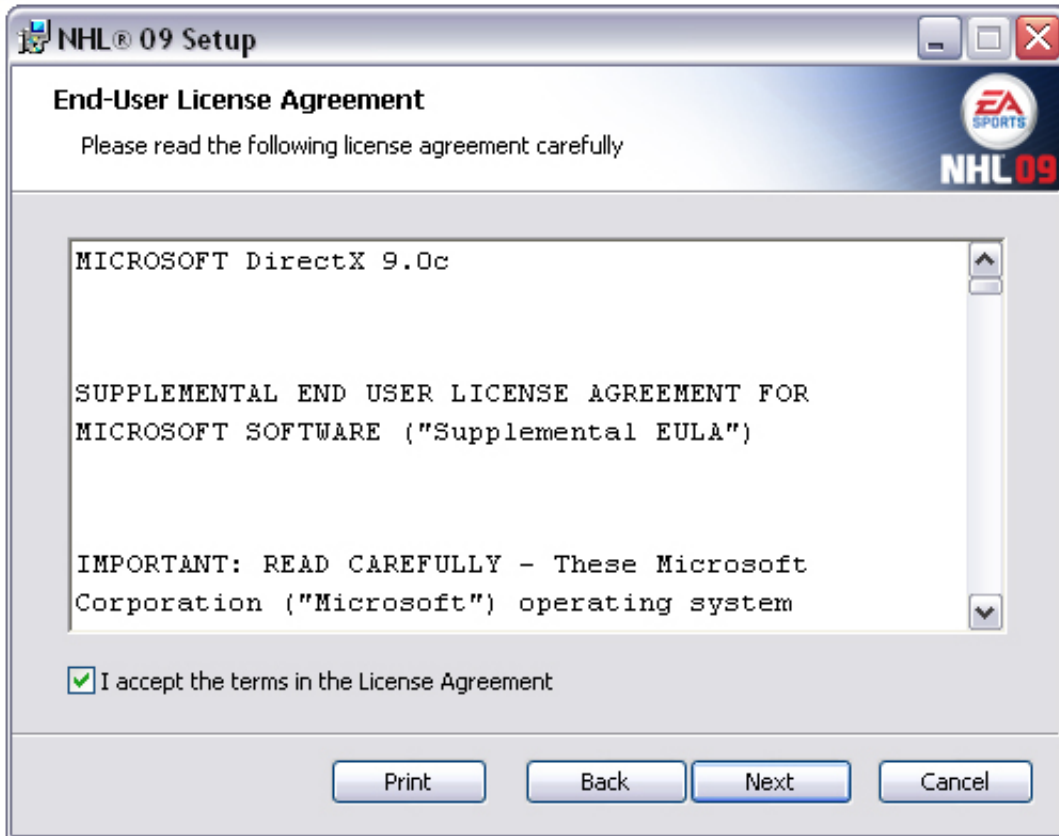 NHL® 09 Setup
End-User License Agreement
Please read the following license agreement carefully
EA
SPORTS
NHL 09
MICROSOFT DirectX 9.0c
SUPPLEMENTAL END USER LICENSE AGREEMENT FOR
MICROSOFT SOFTWARE ("Supplemental EULA")
IMPORTANT: READ CAREFULLY - These Microsoft
Corporation ("Microsoft") operating system
I accept the terms in the License Agreement
Print Back Next Cancel